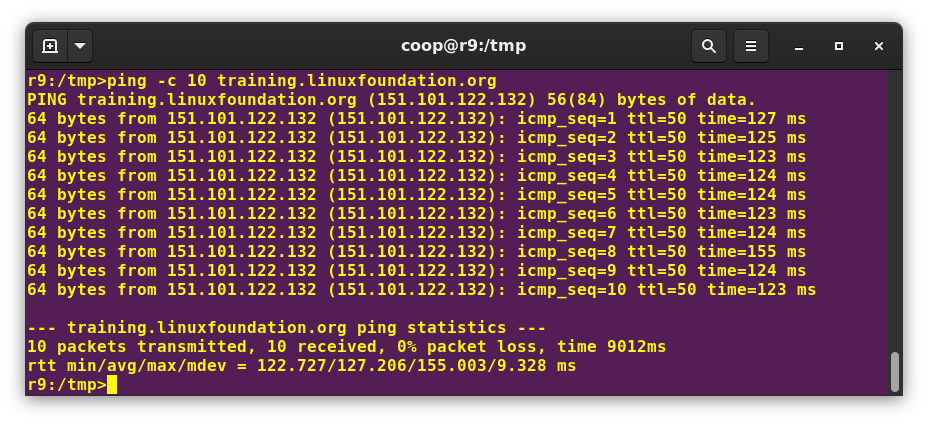 coop@r9:/tmp
r9:/tmp>ping -c 10 training.linuxfoundation.org
PING training.linuxfoundation.org (151.101.122.132) 56(84) bytes of data.
64 bytes from 151.101.122.132 (151.101.122.132): icmp_seq=1 ttl=50 time=127 ms
64 bytes from 151.101.122.132 (151.101.122.132): icmp_seq=2 ttl=50 time=125 ms
64 bytes from 151.101.122.132 (151.101.122.132): icmp_seq=3 ttl=50 time=123 ms
64 bytes from 151.101.122.132 (151.101.122.132): icmp_seq=4 ttl=50 time=124 ms
64 bytes from 151.101.122.132 (151.101.122.132): icmp_seq=5 ttl=50 time=124 ms
64 bytes from 151.101.122.132 (151.101.122.132): icmp_seq=6 ttl=50 time=123 ms
64 bytes from 151.101.122.132 (151.101.122.132): icmp_seq=7 ttl=50 time=124 ms
64 bytes from 151.101.122.132 (151.101.122.132): icmp_seq=8 ttl=50 time=155 ms
64 bytes from 151.101.122.132 (151.101.122.132): icmp_seq=9 ttl=50 time=124 ms
64 bytes from 151.101.122.132 (151.101.122.132): icmp_seq=10 ttl=50 time=123 ms
--- training.linuxfoundation.org ping statistics ---
10 packets transmitted, 10 received, 0% packet loss, time 9012ms
rtt min/avg/max/mdev = 122.727/127.206/155.003/9.328 ms
r9:/tmp>